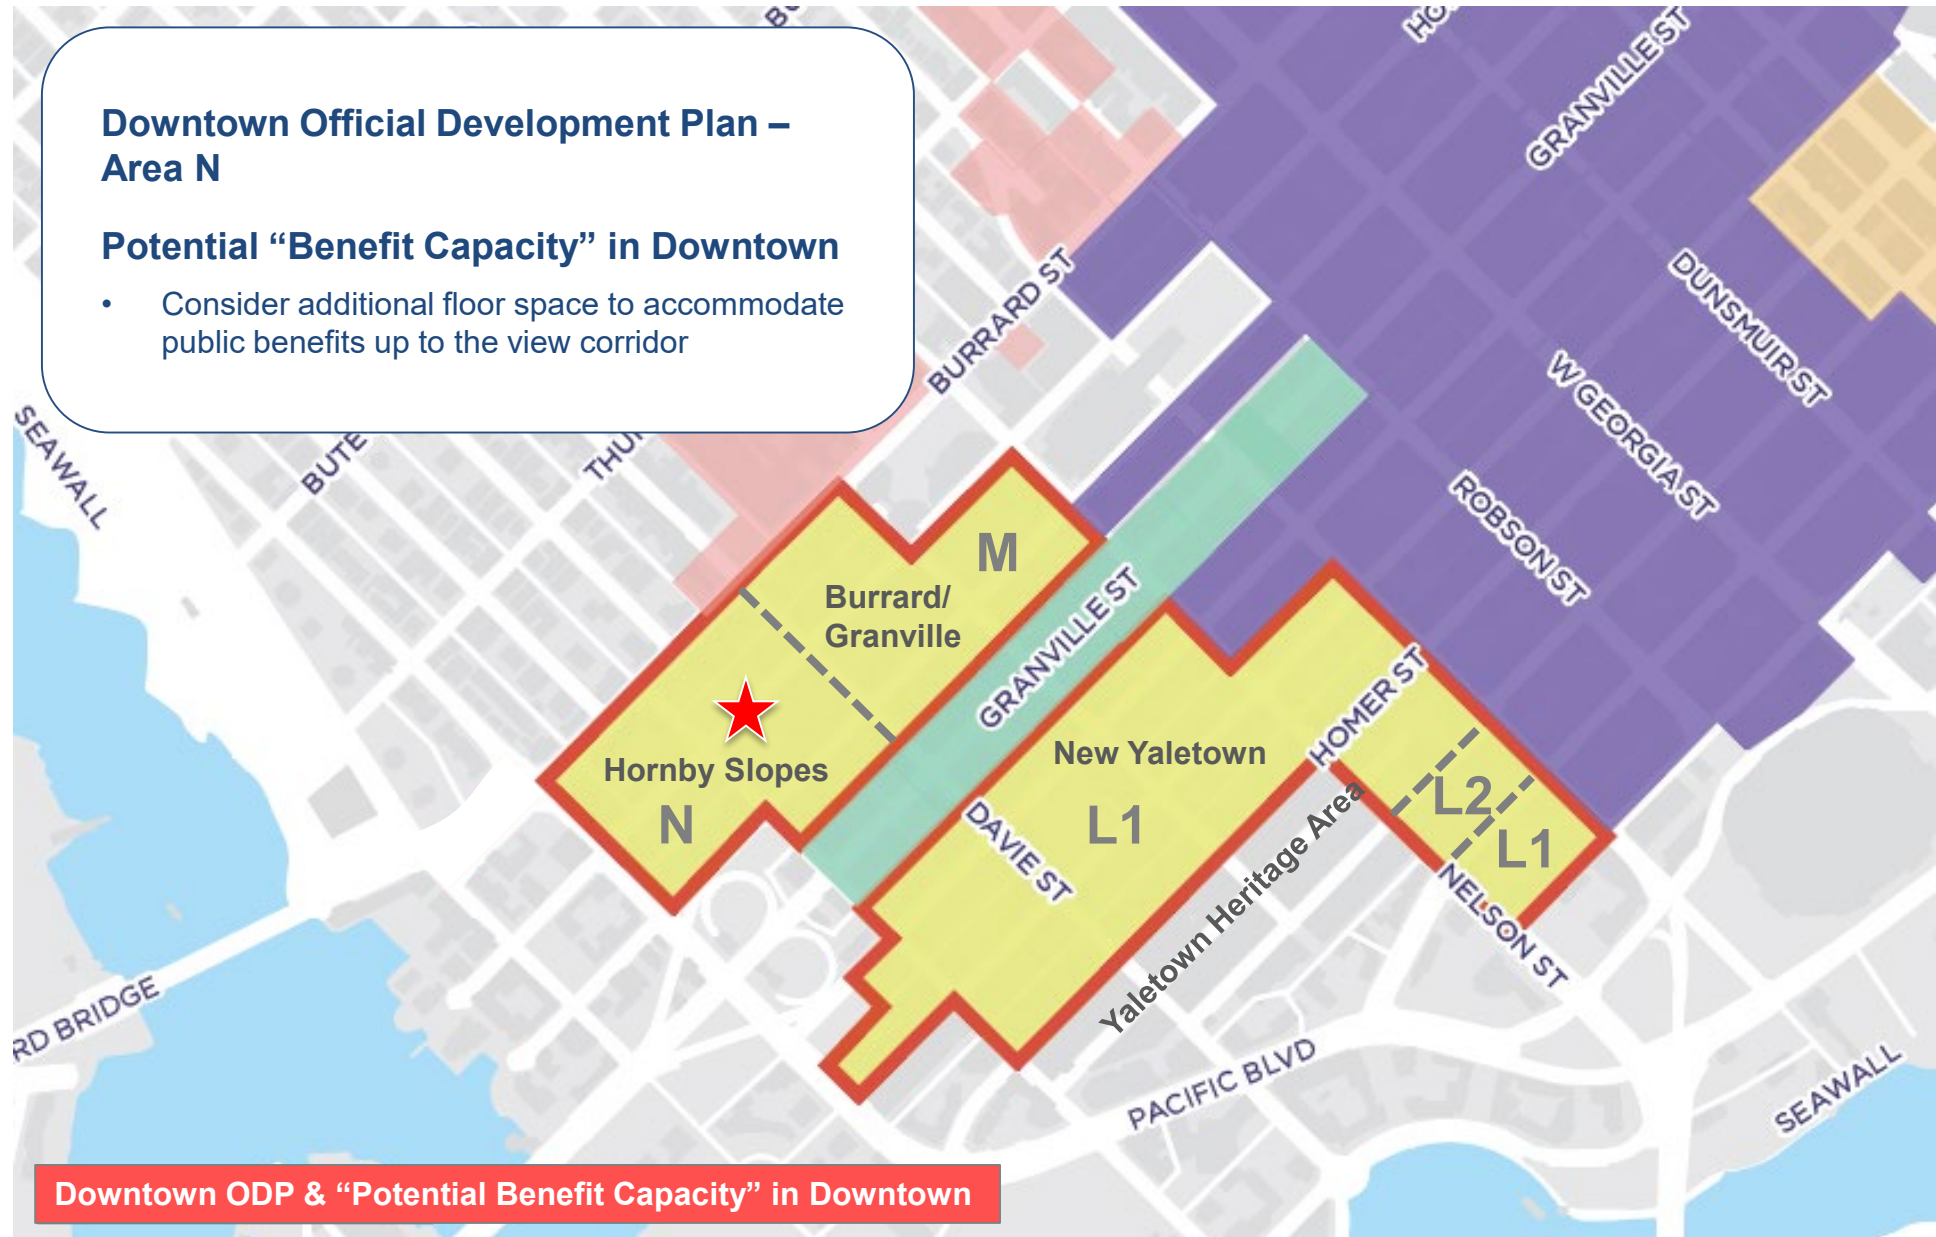 Downtown Official Development Plan –
Area N
Potential “Benefit Capacity” in Downtown
• Consider additional floor space to accommodate
public benefits up to the view corridor
GRANVILLE ST
BURRARD ST
DUNSMUIR ST
W GEORGIA ST
ROBSON ST
SEAWALL
BUTE
M
Burrard/
Granville
GRANVILLE ST
HOMER ST
Hornby Slopes
N
New Yaletown
L1
DAVIE ST
L2
L1
NELSON ST
Yaletown Heritage Area
RD BRIDGE
PACIFIC BLVD
SEAWALL
Downtown ODP & “Potential Benefit Capacity” in Downtown